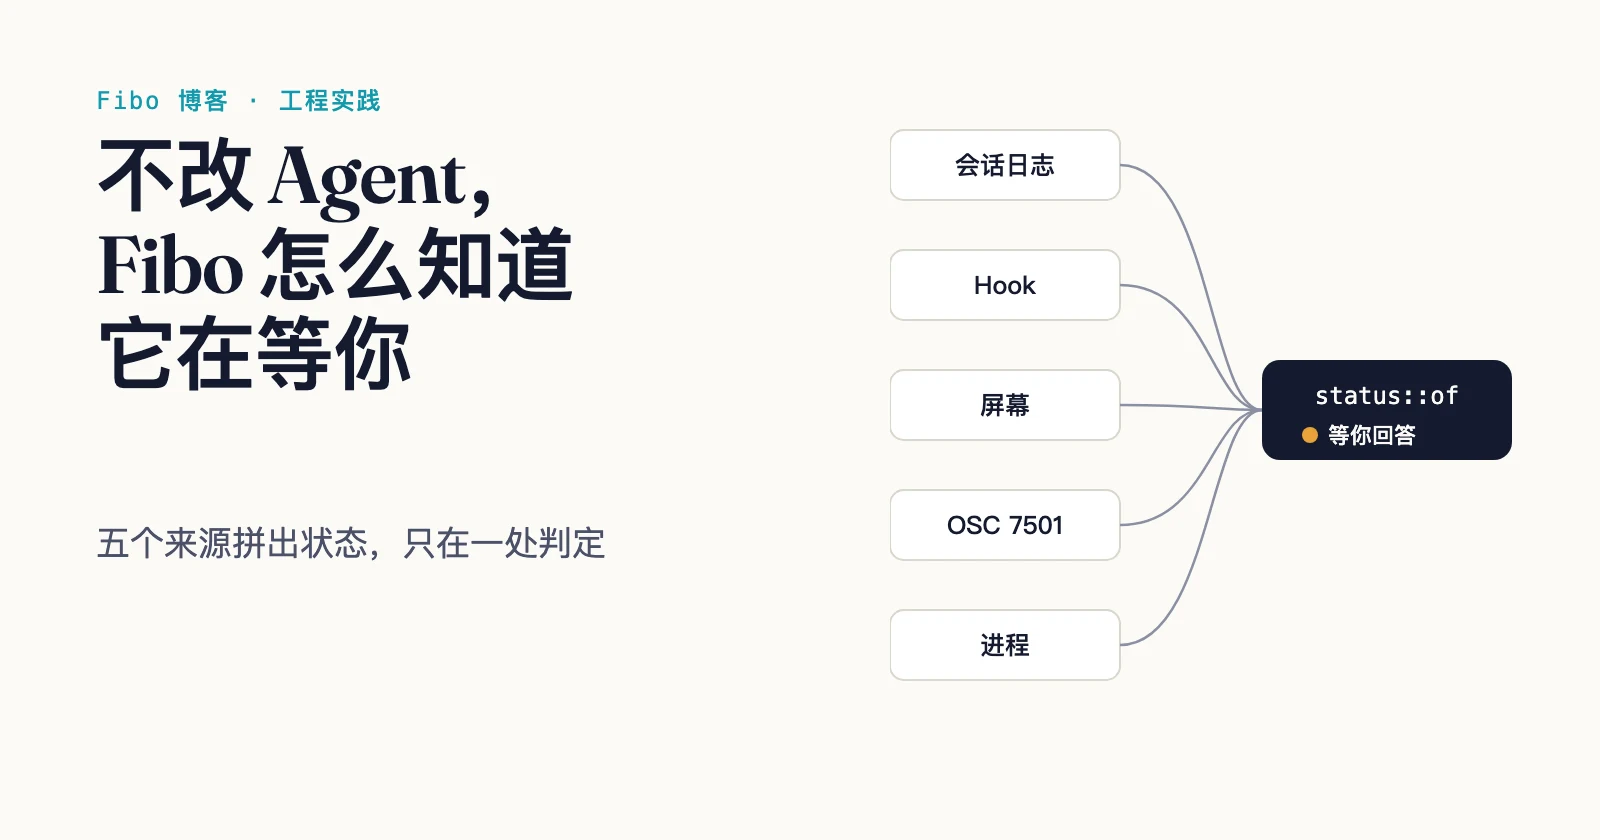 Fibo 博客 · 工程实践
不改 Agent，
Fibo 怎么知道
它在等你
五个来源拼出状态，只在一处判定
会话日志
Hook
屏幕
OSC 7501
进程
status::of
等你回答